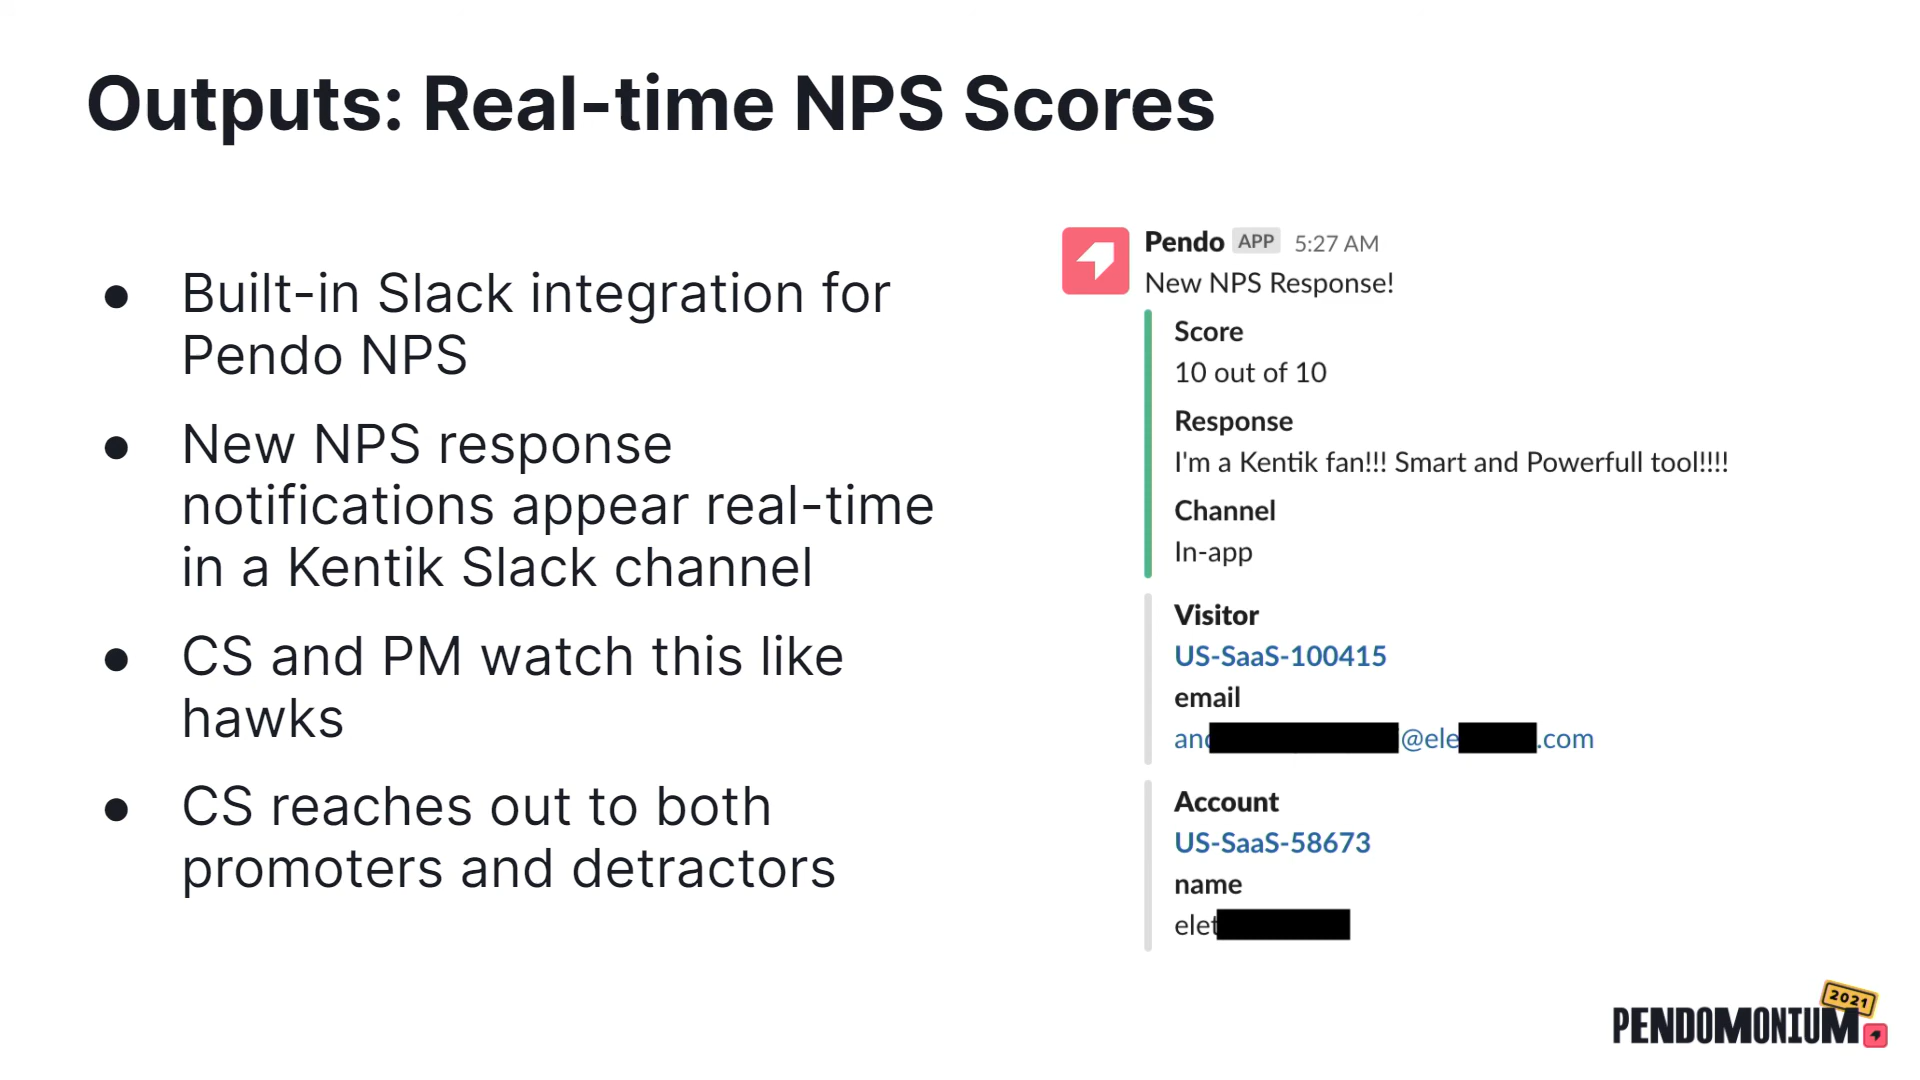 Outputs: Real-time NPS Scores
● Built-in Slack integration for
Pendo NPS
● New NPS response
notifications appear real-time
in a Kentik Slack channel
● CS and PM watch this like
hawks
● CS reaches out to both
promoters and detractors
Pendo APP 5:27 AM
New NPS Response!
Score
10 out of 10
Response
I'm a Kentik fan!!! Smart and Powerfull tool!!!!
Channel
In-app
Visitor
US-SaaS-100415
email
an @ele .com
Account
US-SaaS-58673
name
elet
2021
PENDOMONIUM